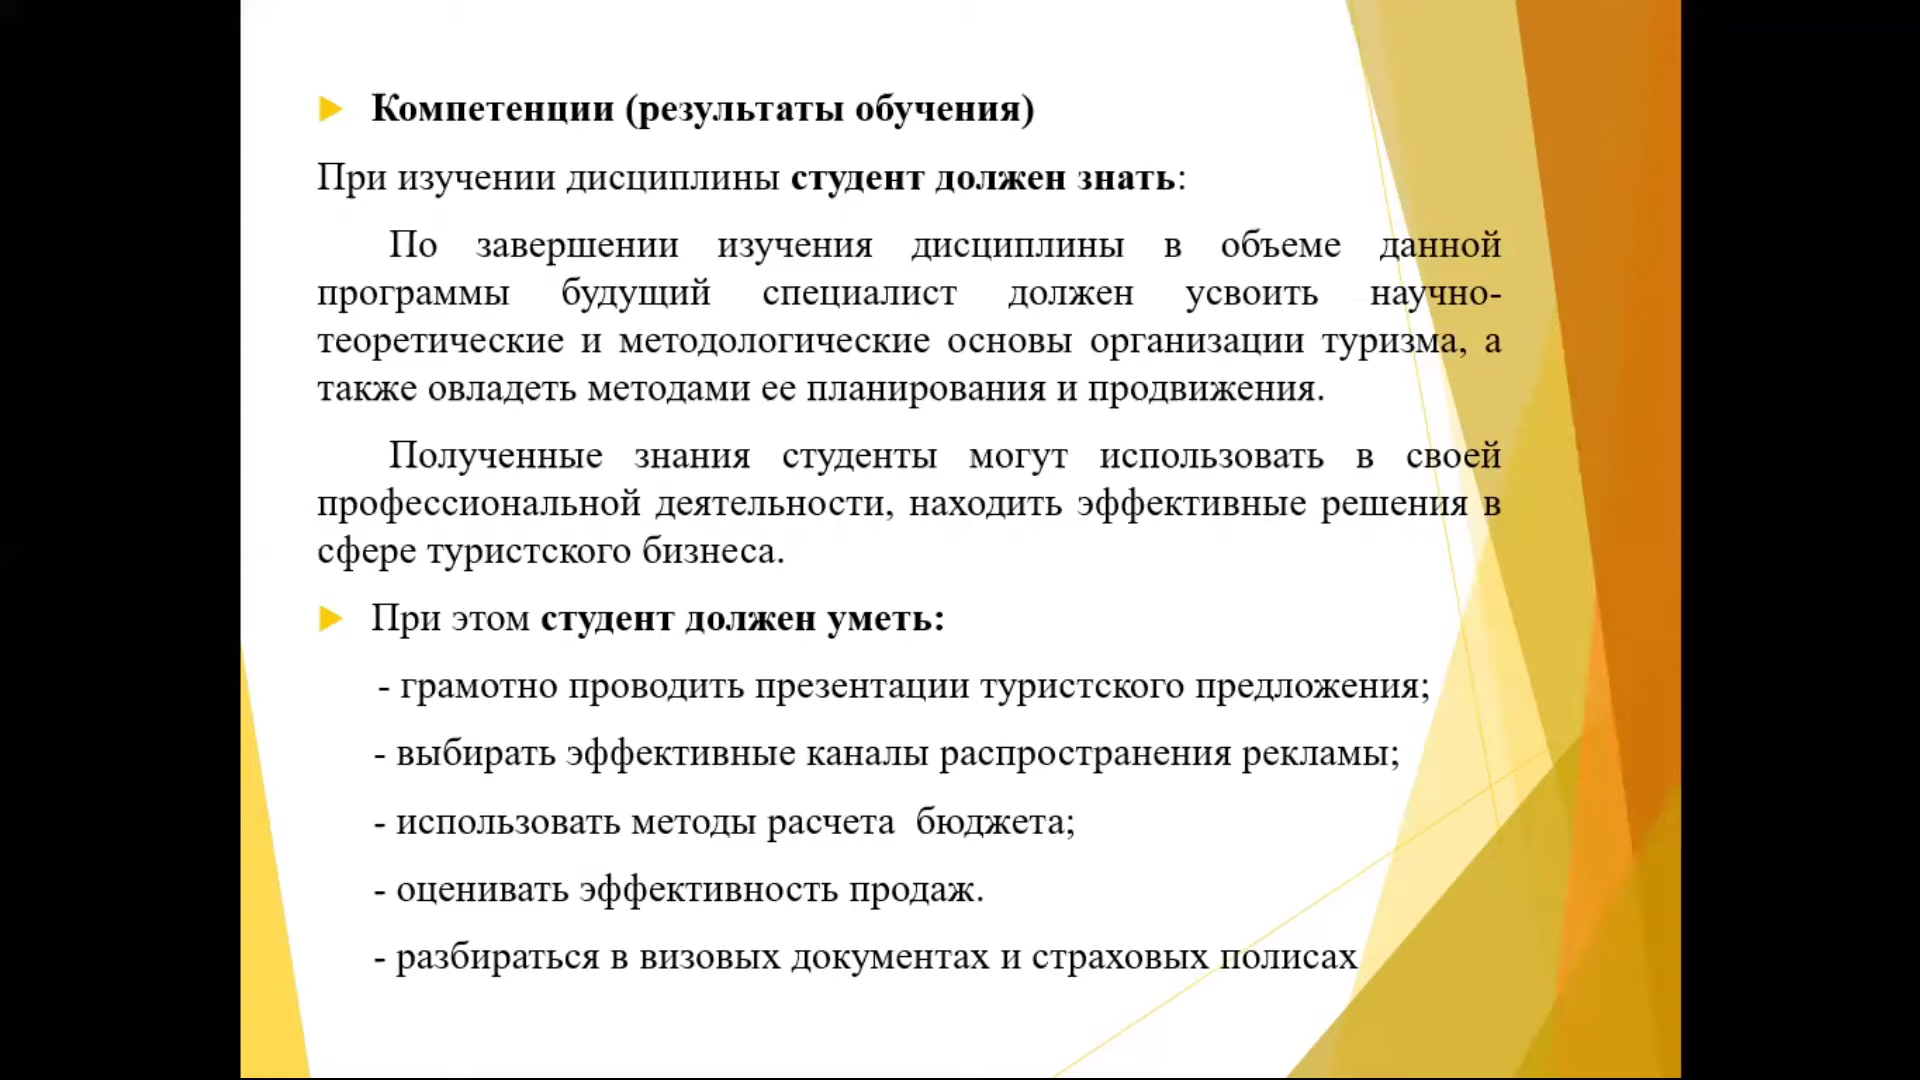 Компетенции (результаты обучения)
При изучении дисциплины студент должен знать:
По завершении изучения дисциплины в объеме данной
программы будущий специалист должен усвоить научно-
теоретические и методологические основы организации туризма, а
также овладеть методами ее планирования и продвижения.
Полученные знания студенты могут использовать в своей
профессиональной деятельности, находить эффективные решения в
сфере туристского бизнеса.
При этом студент должен уметь:
- грамотно проводить презентации туристского предложения;
- выбирать эффективные каналы распространения рекламы;
- использовать методы расчета  бюджета;
- оценивать эффективность продаж.
- разбираться в визовых документах и страховых полисах